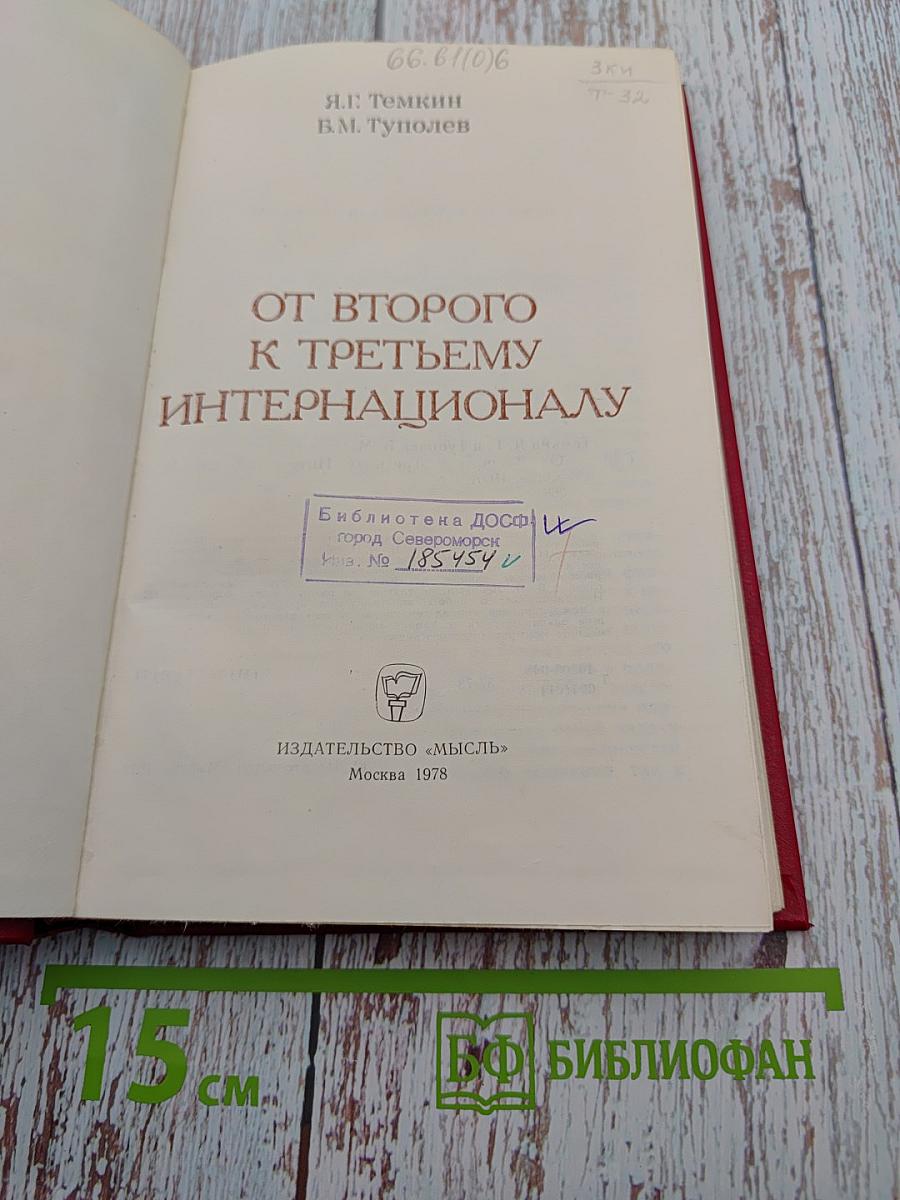 66.61(0)6
3КИ
Т-32
Я.Г. Темкин
Б.М. Туполев
ОТ ВТОРОГО
К ТРЕТЬЕМУ
ИНТЕРНАЦИОНАЛУ
Библиотека ДОСФ
город Североморск
Инв. № 185454
ИЗДАТЕЛЬСТВО «МЫСЛЬ»
Москва 1978
15 см
БФ БИБЛИОФАН